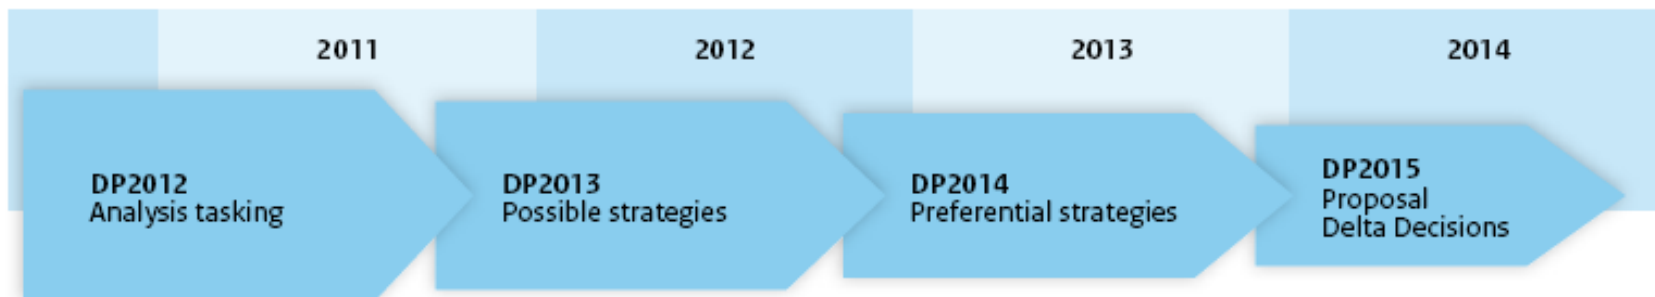 2011
2012
2013
2014
DP2012
Analysis tasking
DP2013
Possible strategies
DP2014
Preferential strategies
DP2015
Proposal
Delta Decisions